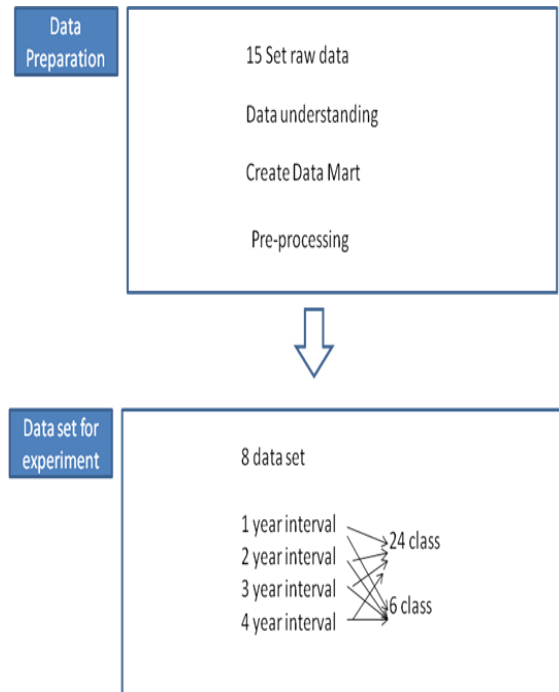 Data
Preparation
15 Set raw data
Data understanding
Create Data Mart
Pre-processing
Data set for
experiment
8 data set
1 year interval
2 year interval
3 year interval
4 year interval
24 class
6 class